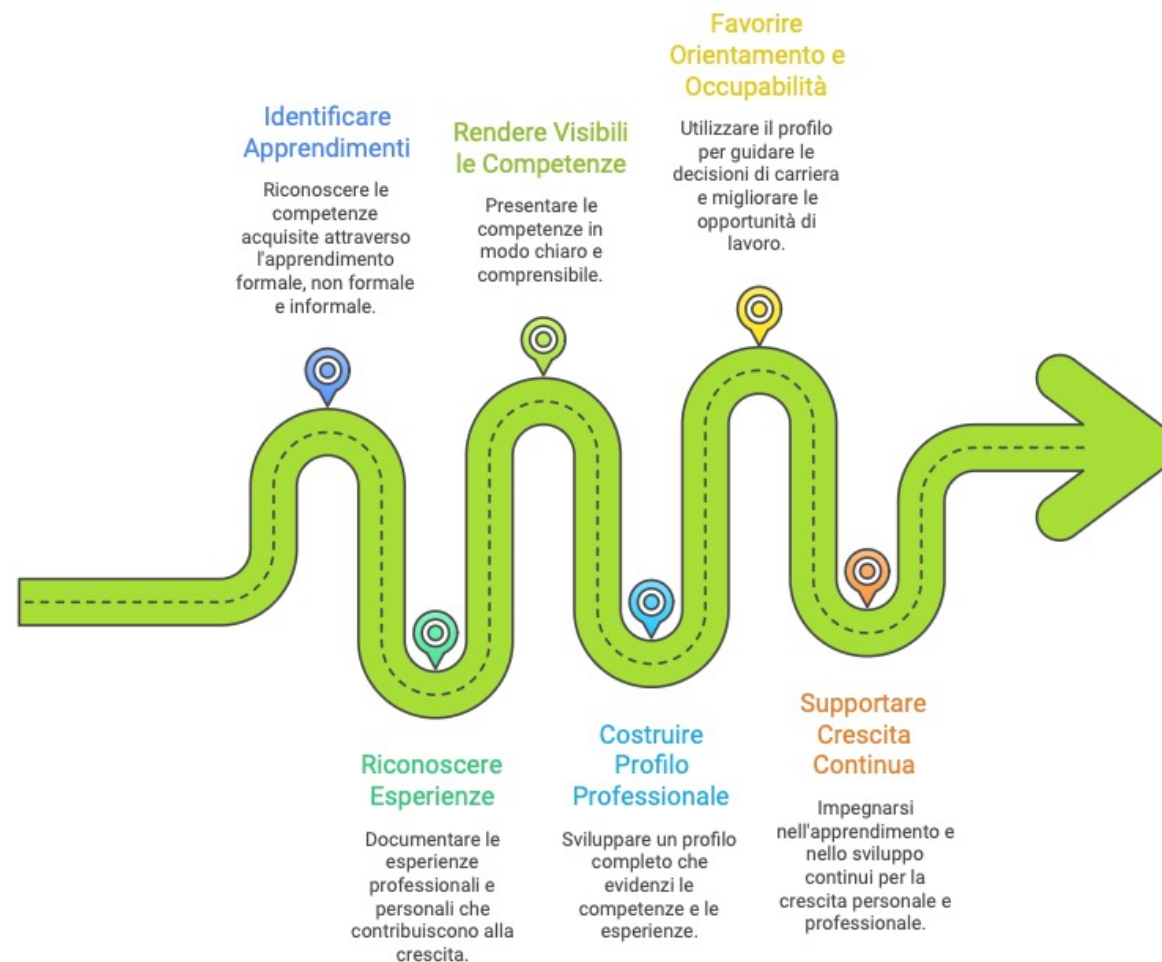 Identificare
Apprendimenti
Riconoscere le
competenze
acquisite attraverso
l'apprendimento
formale, non formale
e informale.
Riconoscere
Esperienze
Documentare le
esperienze
professionali e
personali che
contribuiscono alla
crescita.
Rendere Visibili
le Competenze
Presentare le
competenze in
modo chiaro e
comprensibile.
Costruire
Profilo
Professionale
Sviluppare un profilo
completo che
evidenzi le
competenze e le
esperienze.
Favorire
Orientamento e
Occupabilità
Utilizzare il profilo
per guidare le
decisioni di carriera
e migliorare le
opportunità di
lavoro.
Supportare
Crescita
Continua
Impegnarsi
nell'apprendimento e
nello sviluppo
continui per la
crescita personale e
professionale.